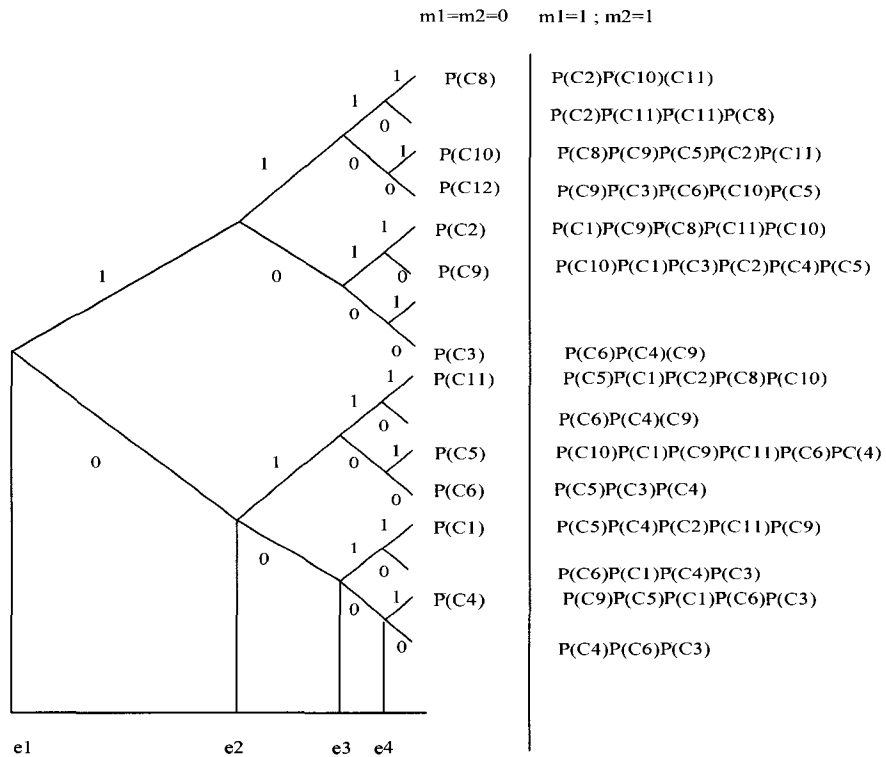 m1=m2=0 m1=1 ; m2=1
1 P(C8) P(C2)P(C10)(C11)
1
0 P(C2)P(C11)P(C11)P(C8)
1 0 1 P(C10) P(C8)P(C9)P(C5)P(C2)P(C11)
0 P(C12) P(C9)P(C3)P(C6)P(C10)P(C5)
1 P(C2) P(C1)P(C9)P(C8)P(C11)P(C10)
1
1 0 0 P(C9) P(C10)P(C1)P(C3)P(C2)P(C4)P(C5)
0 1
0 P(C3) P(C6)P(C4)(C9)
1 P(C11) P(C5)P(C1)P(C2)P(C8)P(C10)
1
0 P(C6)P(C4)(C9)
0 1 0 1 P(C5) P(C10)P(C1)P(C9)P(C11)P(C6)PC(4)
0 P(C6) P(C5)P(C3)P(C4)
1 P(C1) P(C5)P(C4)P(C2)P(C11)P(C9)
0 1
0 P(C6)P(C1)P(C4)P(C3)
0 1 P(C4) P(C9)P(C5)P(C1)P(C6)P(C3)
0 P(C4)P(C6)P(C3)
e1 e2 e3 e4